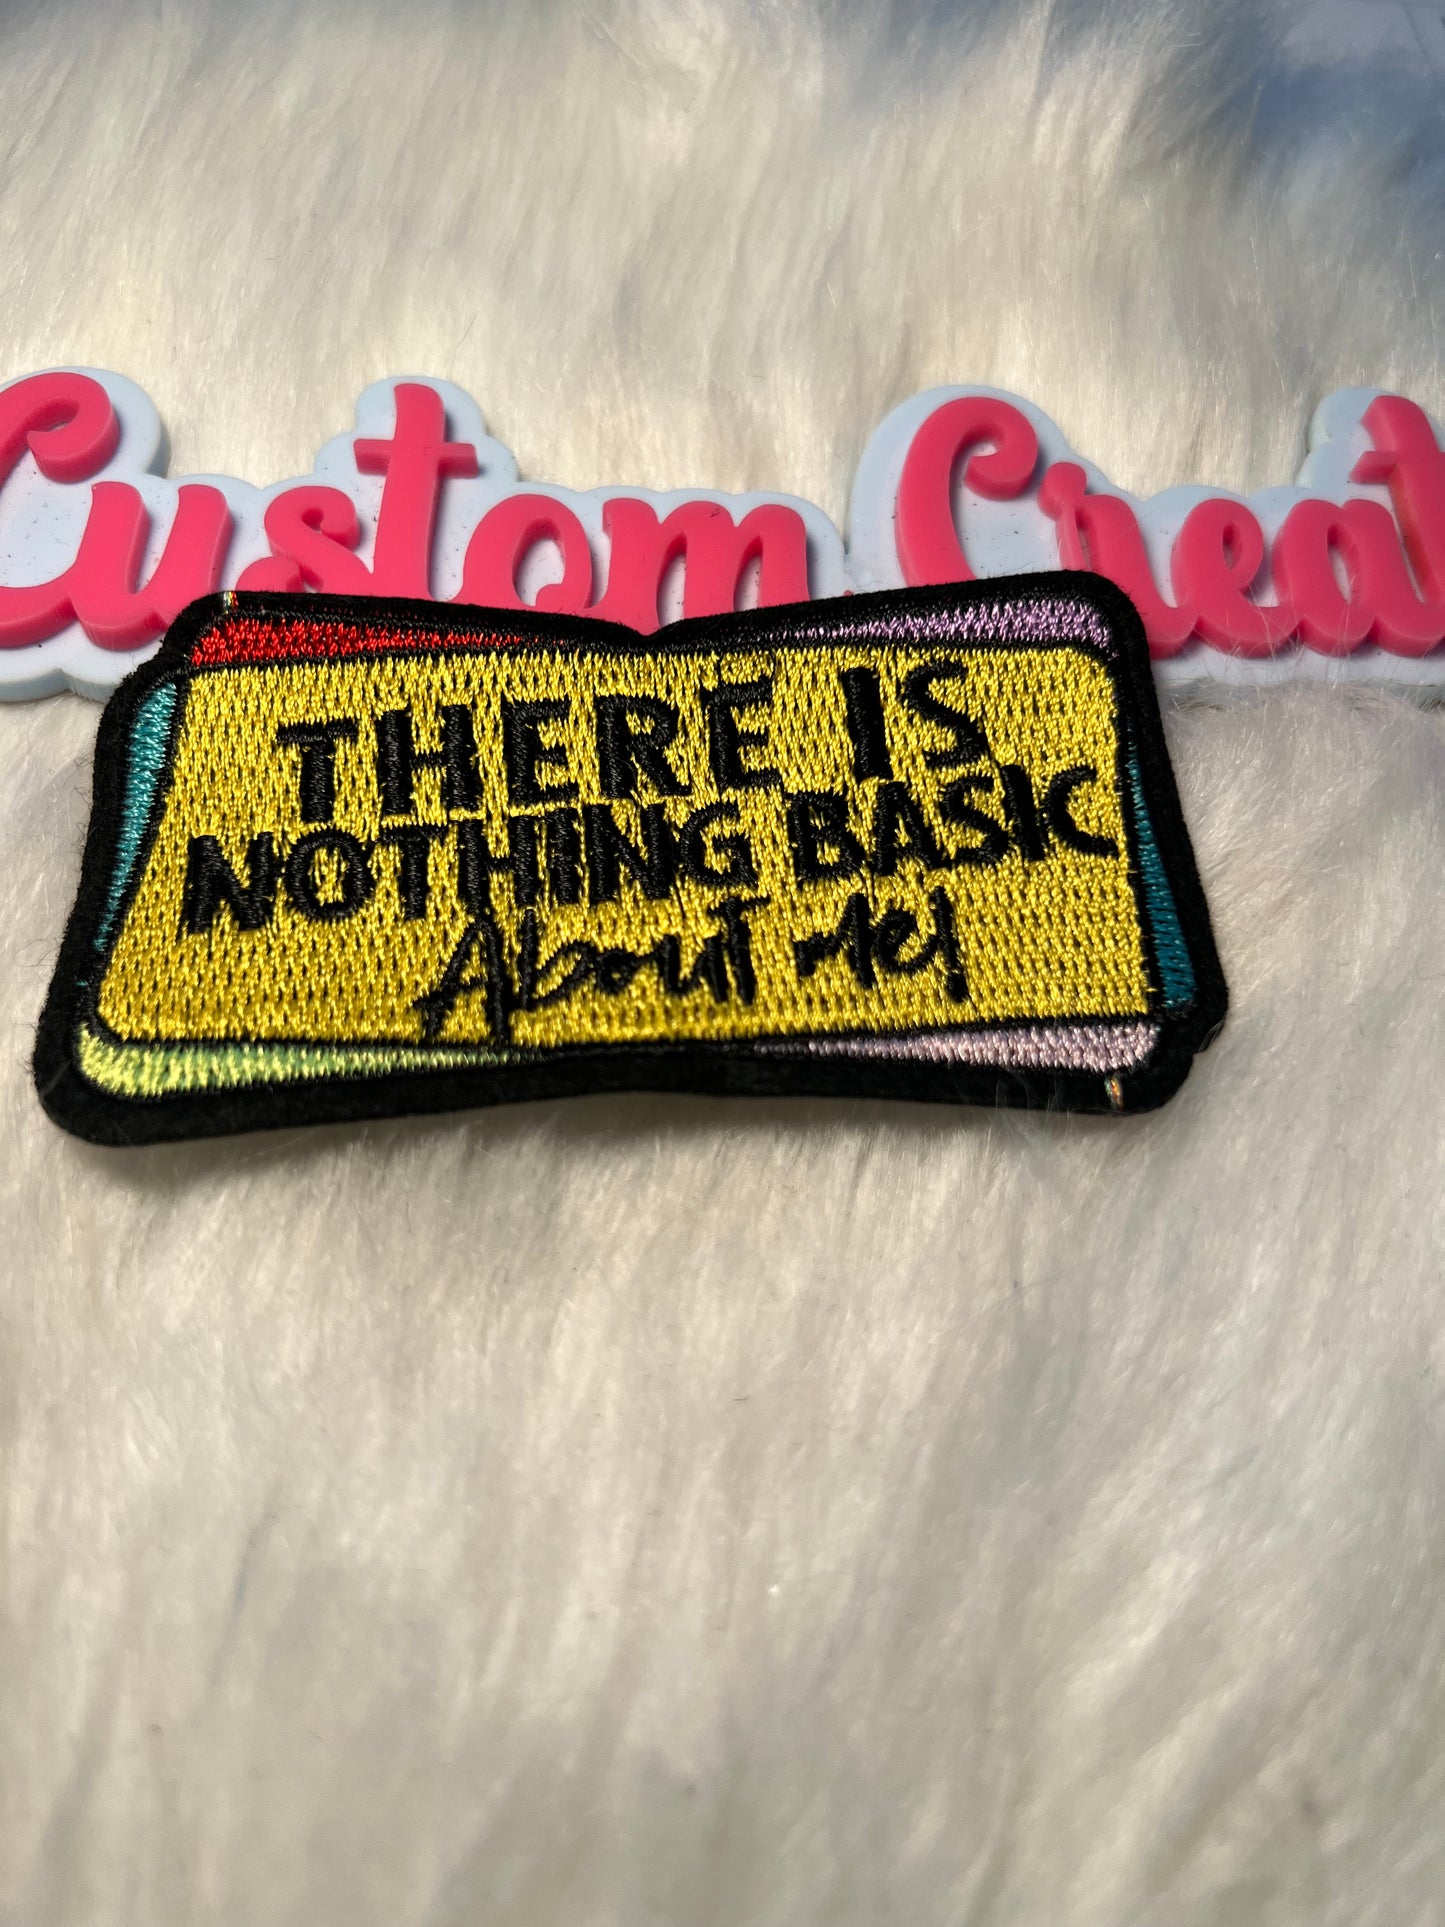 Custom Creat
THERE IS
NOTHING BASIC
About Me!